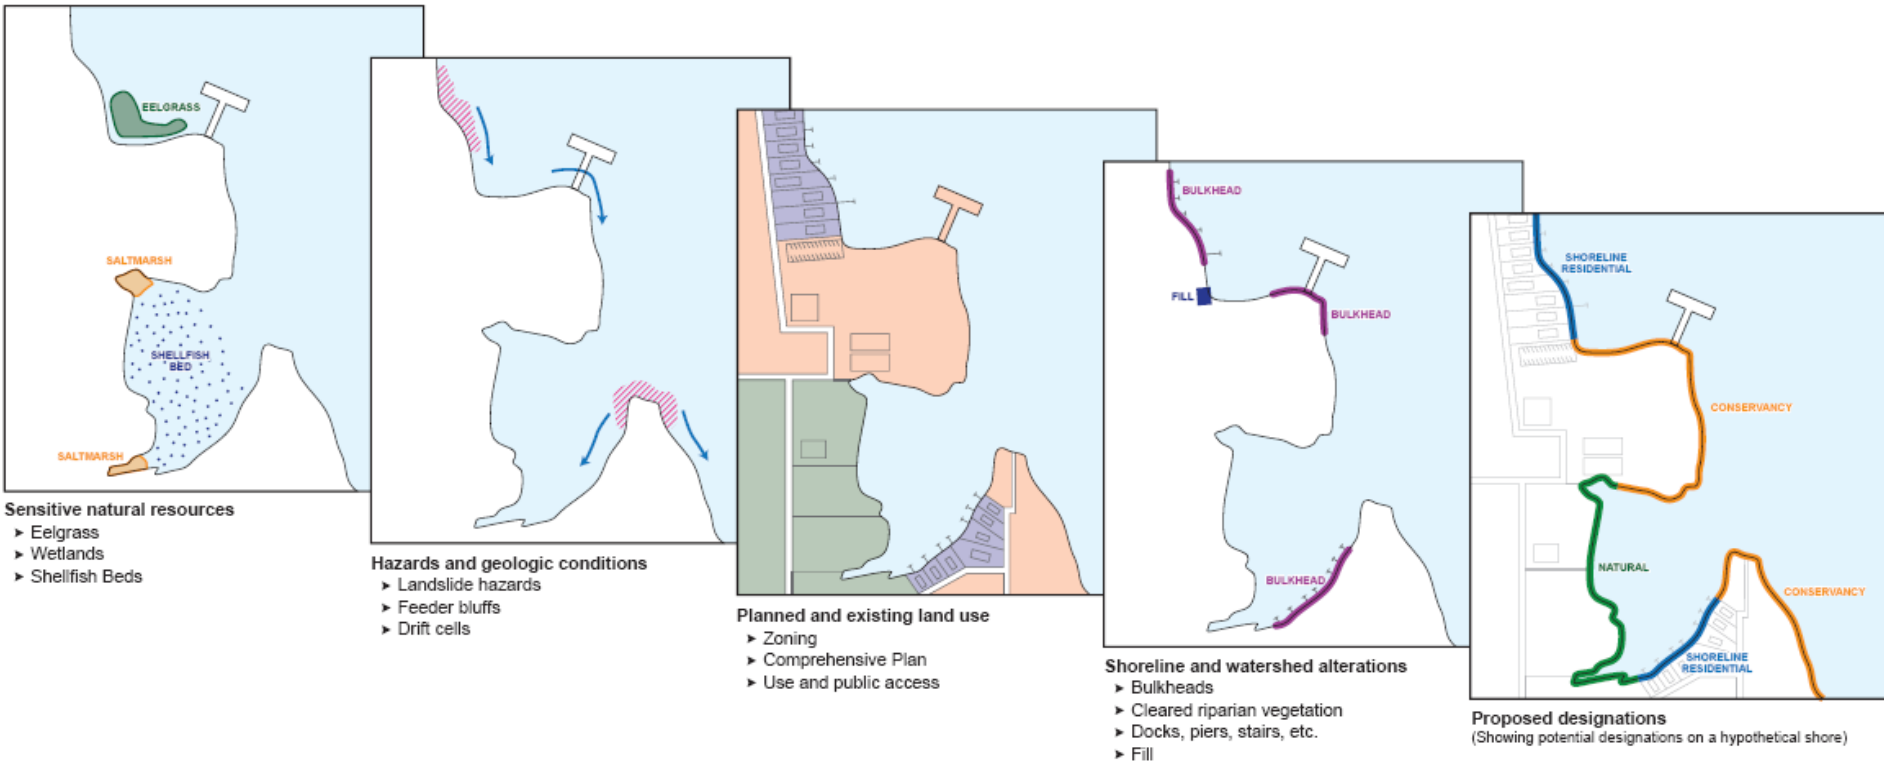 EELGRASS
SALTMARSH
SHELLFISH
BED
SALTMARSH
Sensitive natural resources
➤ Eelgrass
➤ Wetlands
➤ Shellfish Beds
Hazards and geologic conditions
➤ Landslide hazards
➤ Feeder bluffs
➤ Drift cells
Planned and existing land use
➤ Zoning
➤ Comprehensive Plan
➤ Use and public access
BULKHEAD
FILL
BULKHEAD
BULKHEAD
Shoreline and watershed alterations
➤ Bulkheads
➤ Cleared riparian vegetation
➤ Docks, piers, stairs, etc.
➤ Fill
SHORELINE
RESIDENTIAL
CONSERVANCY
NATURAL
CONSERVANCY
SHORELINE
RESIDENTIAL
Proposed designations
(Showing potential designations on a hypothetical shore)